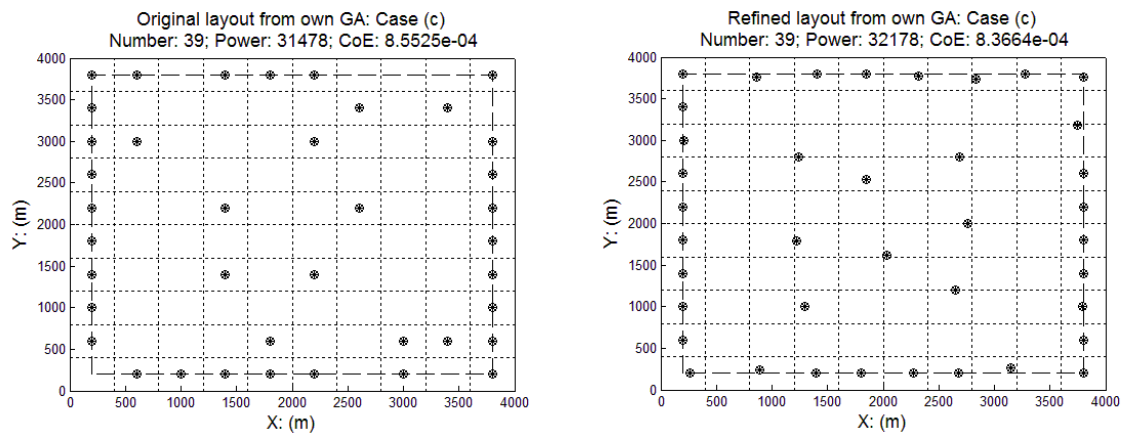 Original layout from own GA: Case (c)
Number: 39; Power: 31478; CoE: 8.5525e-04
4000
3500
3000
2500
2000
1500
1000
500
0
Y: (m)
0 500 1000 1500 2000 2500 3000 3500 4000
X: (m)
Refined layout from own GA: Case (c)
Number: 39; Power: 32178; CoE: 8.3664e-04
4000
3500
3000
2500
2000
1500
1000
500
0
Y: (m)
0 500 1000 1500 2000 2500 3000 3500 4000
X: (m)